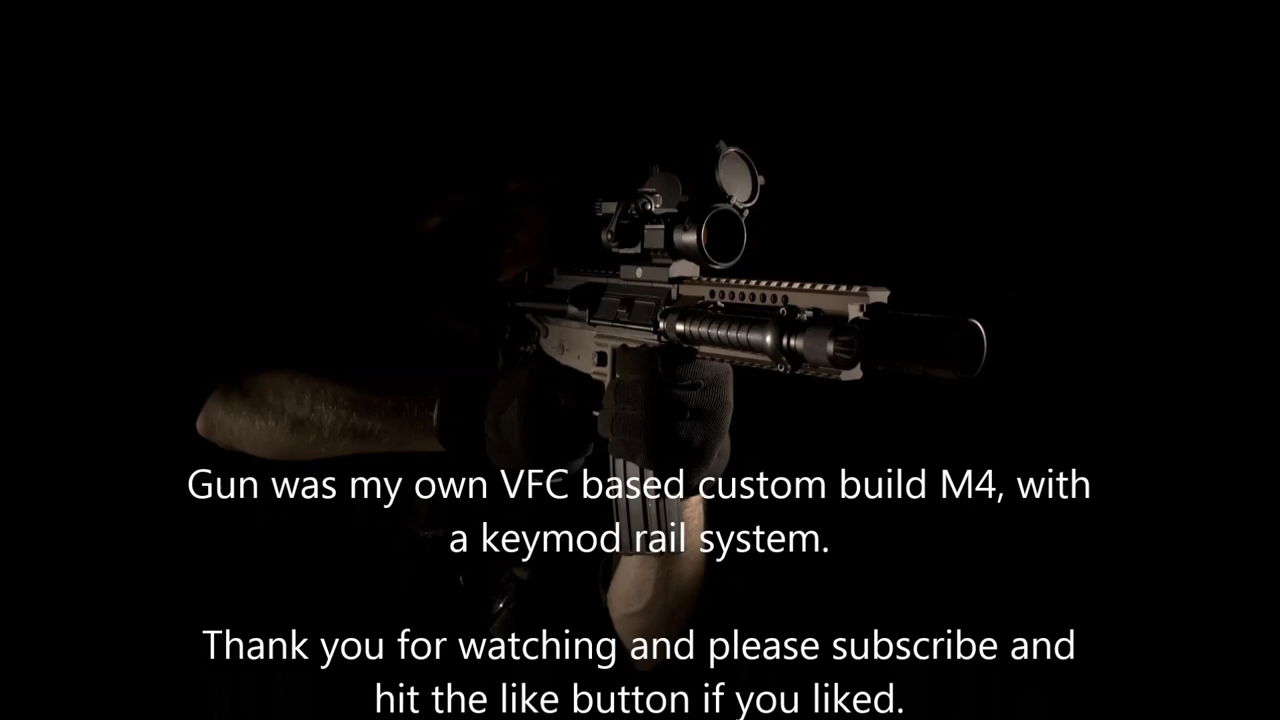 Gun was my own VFC based custom build M4, with
a keymod rail system.
Thank you for watching and please subscribe and
hit the like button if you liked.